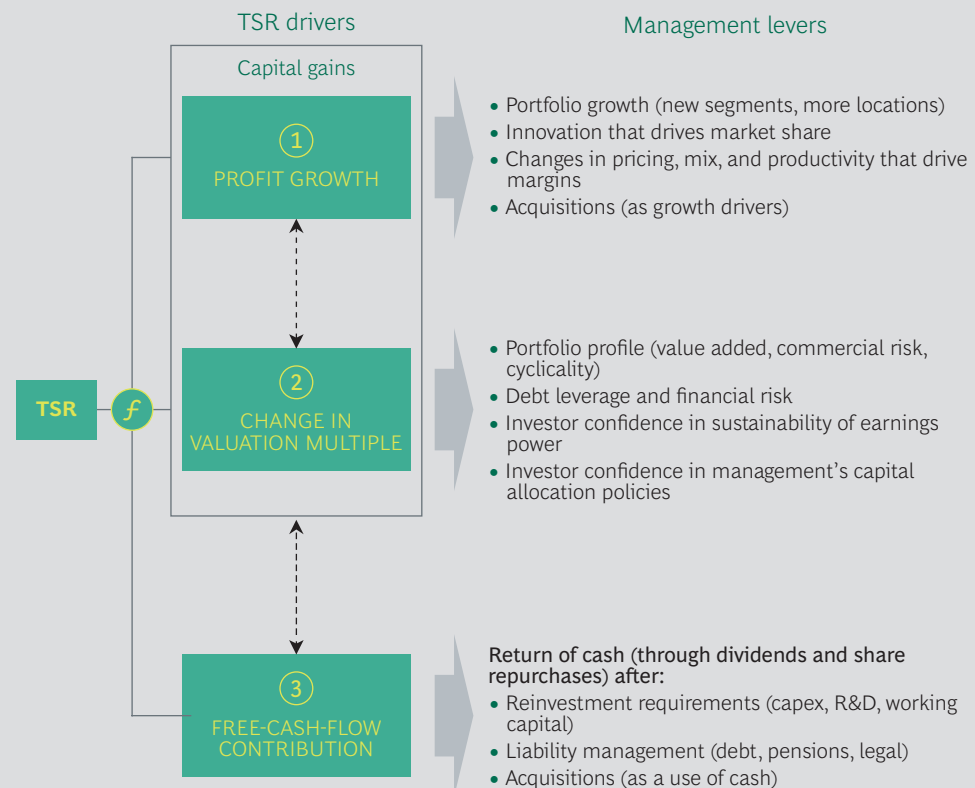 TSR drivers
Management levers
Capital gains
1
PROFIT GROWTH
• Portfolio growth (new segments, more locations)
• Innovation that drives market share
• Changes in pricing, mix, and productivity that drive
margins
• Acquisitions (as growth drivers)
TSR
f
2
CHANGE IN
VALUATION MULTIPLE
• Portfolio profile (value added, commercial risk,
cyclicality)
• Debt leverage and financial risk
• Investor confidence in sustainability of earnings
power
• Investor confidence in management’s capital
allocation policies
3
FREE-CASH-FLOW
CONTRIBUTION
Return of cash (through dividends and share
repurchases) after:
• Reinvestment requirements (capex, R&D, working
capital)
• Liability management (debt, pensions, legal)
• Acquisitions (as a use of cash)